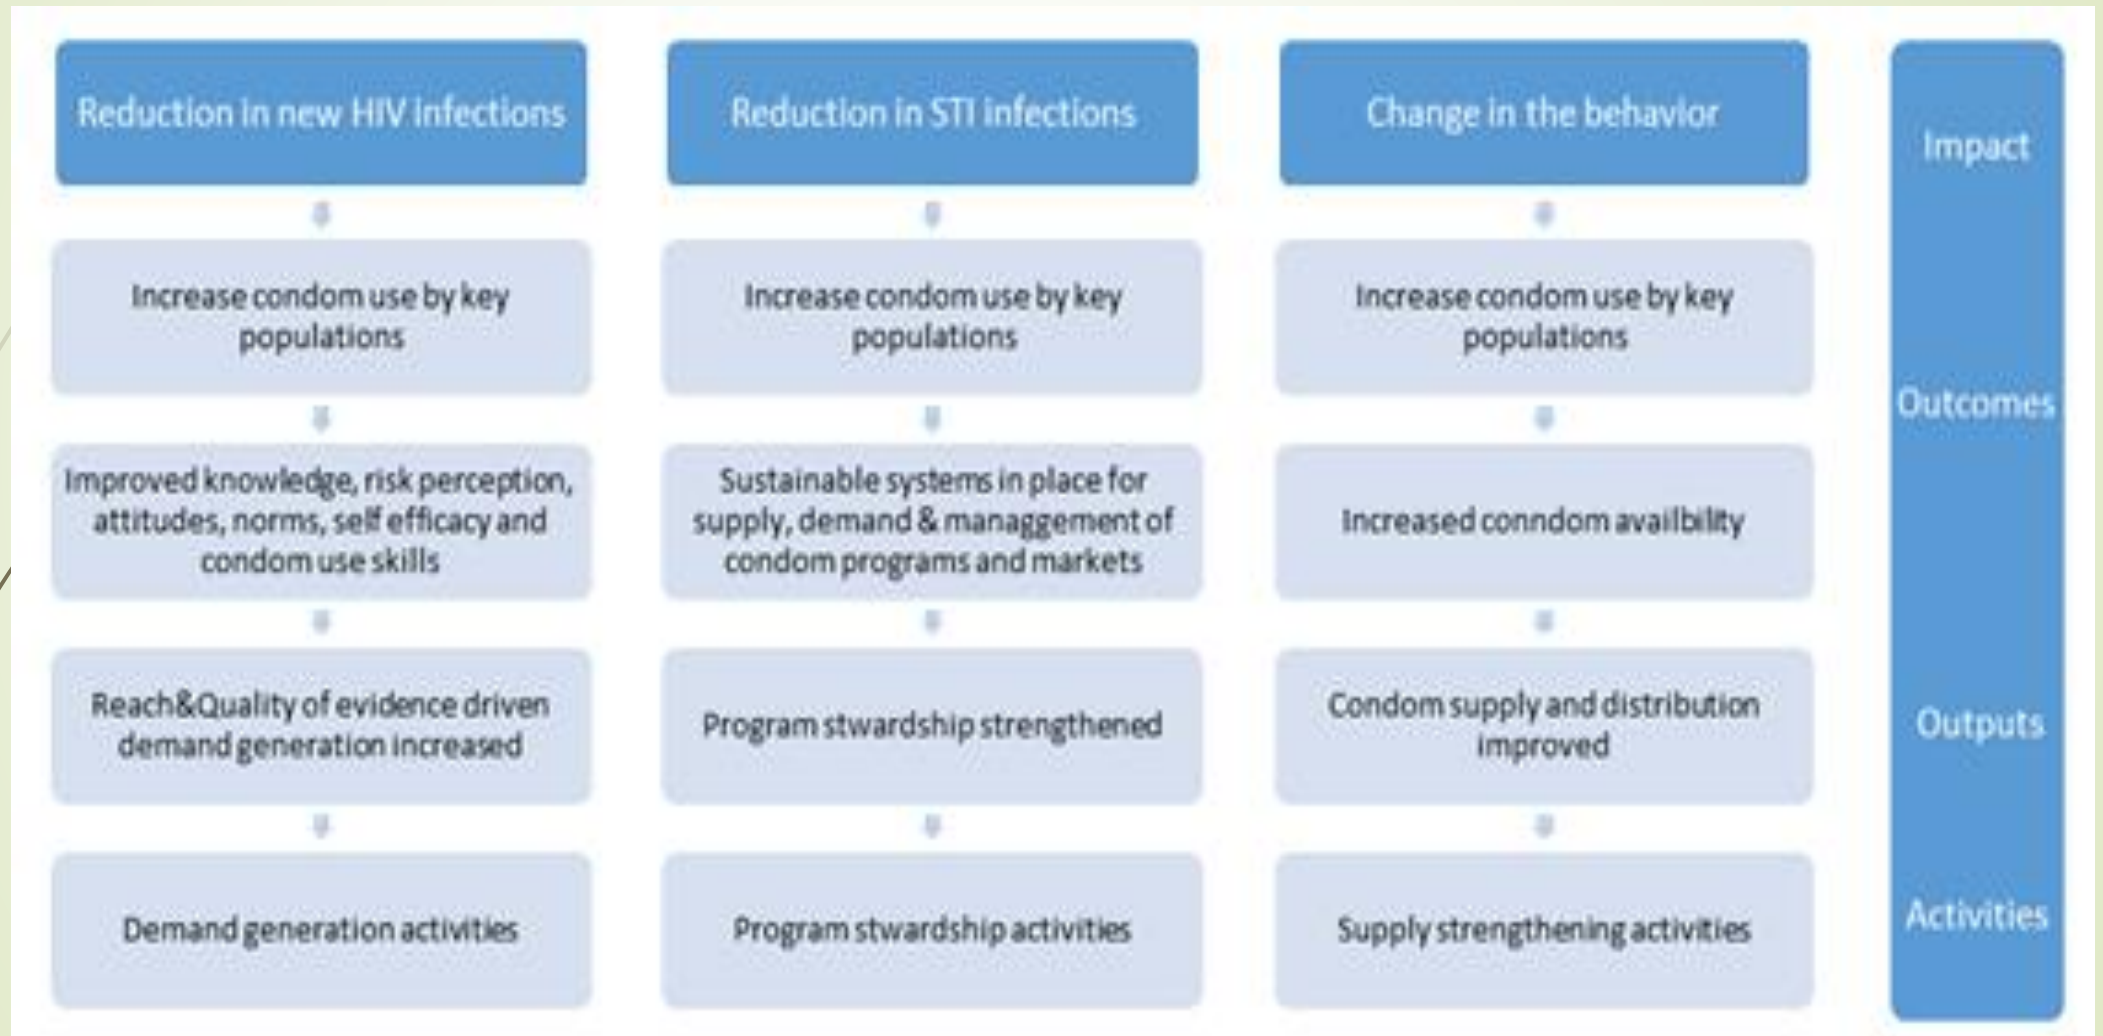 Reduction in new HIV infections
Reduction in STI infections
Change in the behavior
Impact
Increase condom use by key
populations
Increase condom use by key
populations
Increase condom use by key
populations
Outcomes
Improved knowledge, risk perception,
attitudes, norms, self efficacy and
condom use skills
Sustainable systems in place for
supply, demand & managgement of
condom programs and markets
Increased conndom availbility
Reach&Quality of evidence driven
demand generation increased
Program stwardship strengthened
Condom supply and distribution
improved
Outputs
Demand generation activities
Program stwardship activities
Supply strengthening activities
Activities